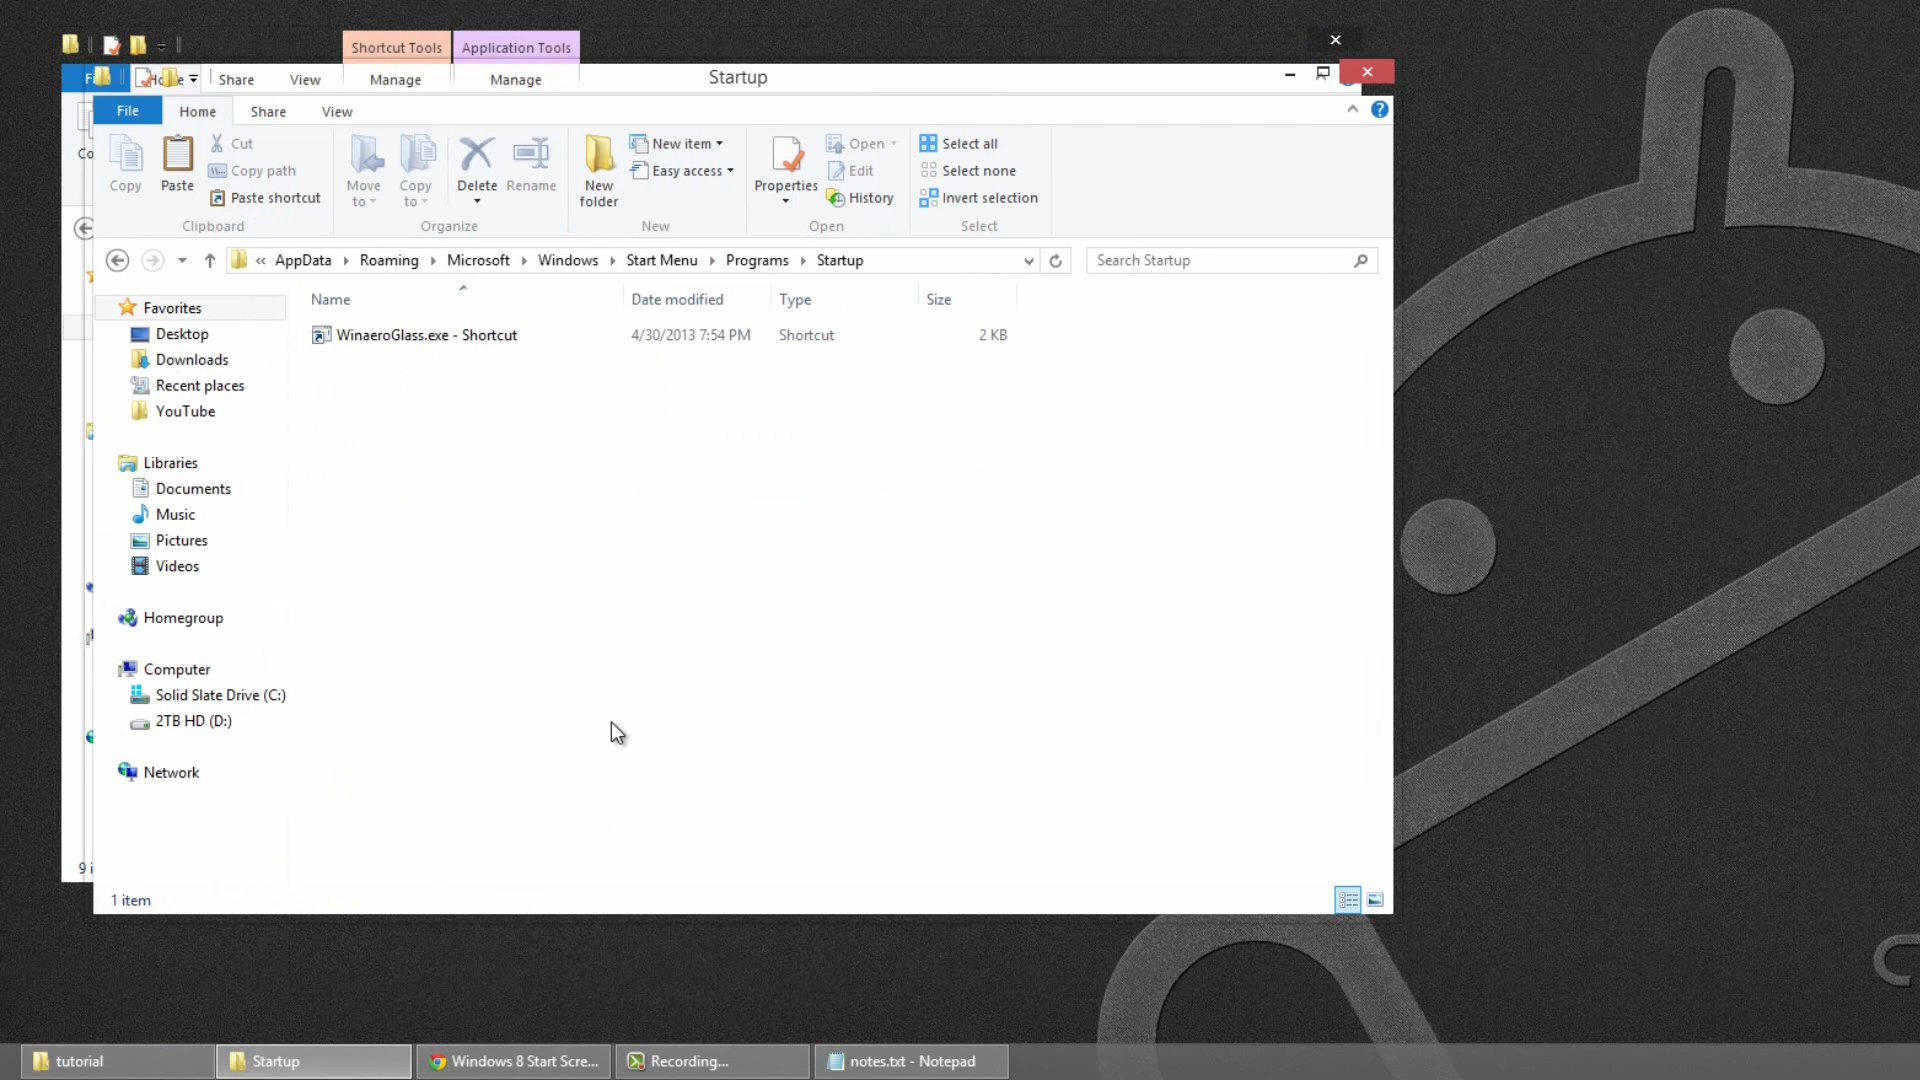 Shortcut Tools
Application Tools
Share
View
Manage
Manage
Startup
File
Home
Share
View
Copy
Paste
Cut
Copy path
Paste shortcut
Clipboard
Move to
Copy to
Delete
Rename
Organize
New folder
New item
Easy access
New
Properties
Open
Edit
History
Open
Select all
Select none
Invert selection
Select
« AppData Roaming Microsoft Windows Start Menu Programs Startup
Search Startup
Name
Date modified
Type
Size
WinaeroGlass.exe - Shortcut
4/30/2013 7:54 PM
Shortcut
2 KB
Favorites
Desktop
Downloads
Recent places
YouTube
Libraries
Documents
Music
Pictures
Videos
Homegroup
Computer
Solid Slate Drive (C:)
2TB HD (D:)
Network
9 i
1 item
tutorial
Startup
Windows 8 Start Scre...
Recording...
notes.txt - Notepad